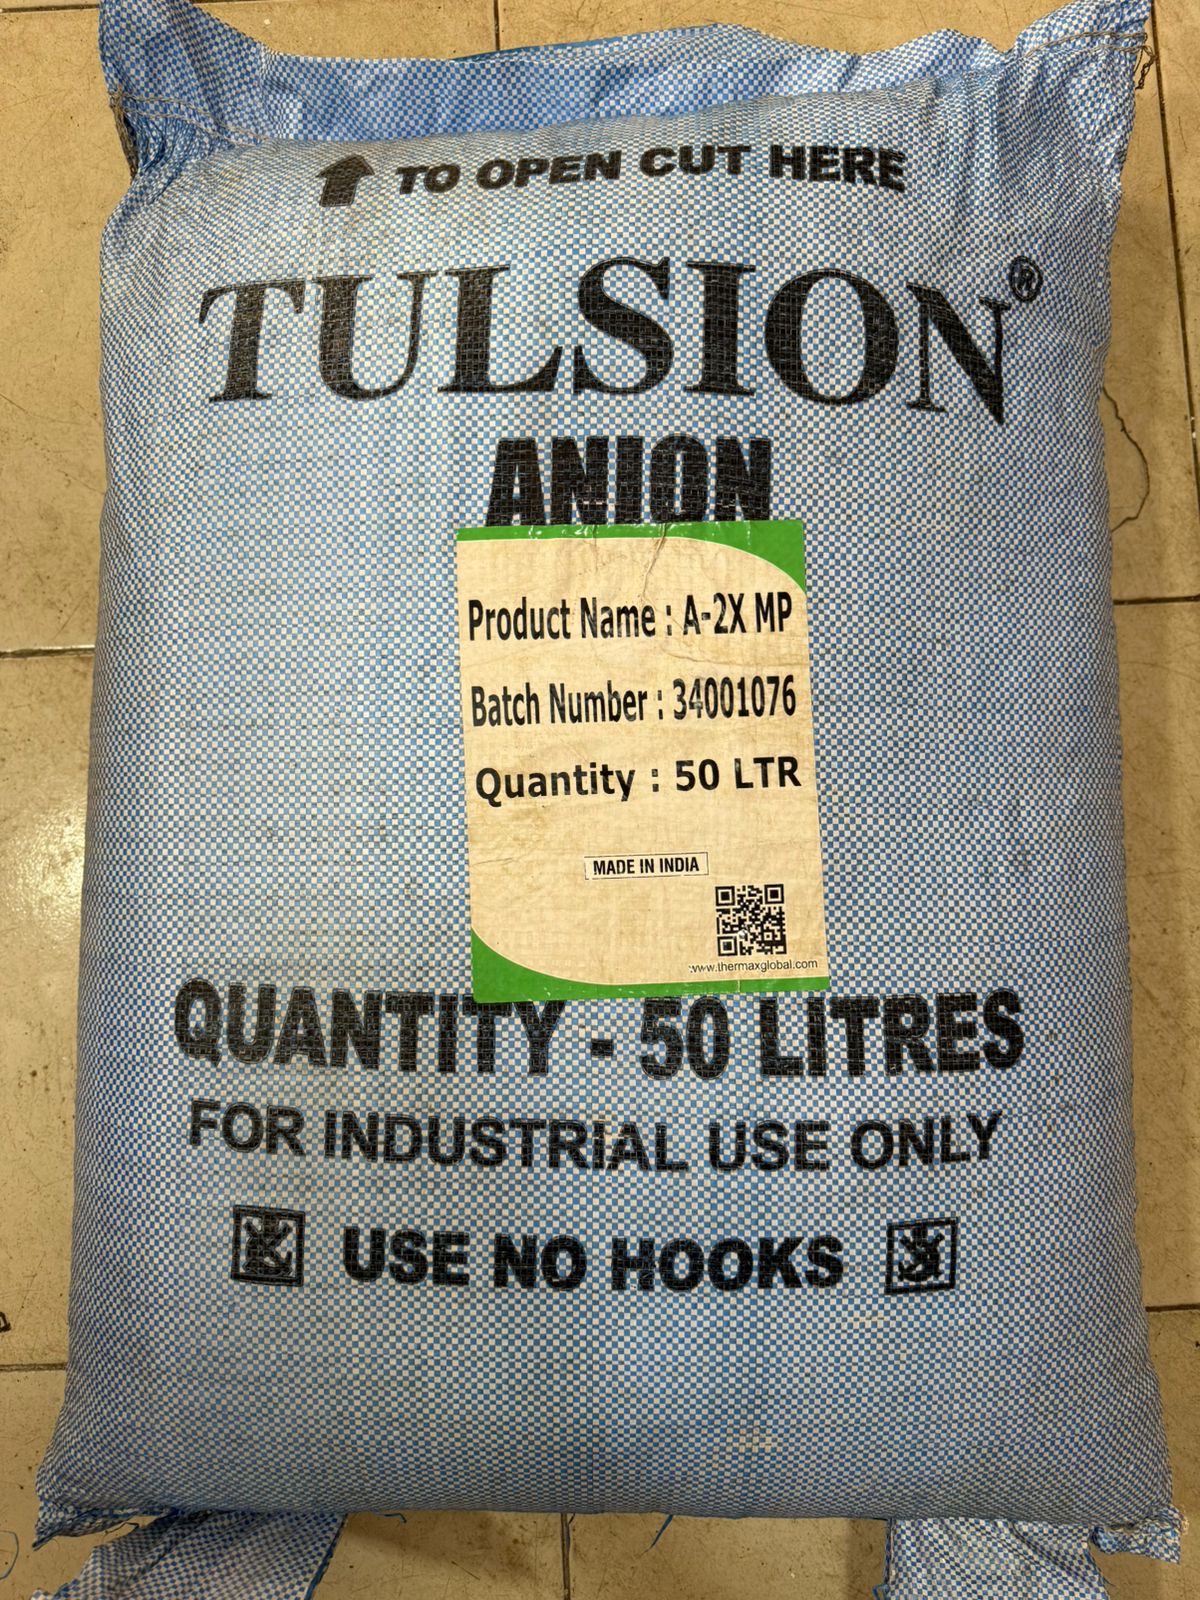 TO OPEN CUT HERE
TULSION®
ANION
Product Name : A-2X MP
Batch Number : 34001076
Quantity : 50 LTR
MADE IN INDIA
www.thermaxglobal.com
QUANTITY - 50 LITRES
FOR INDUSTRIAL USE ONLY
USE NO HOOKS